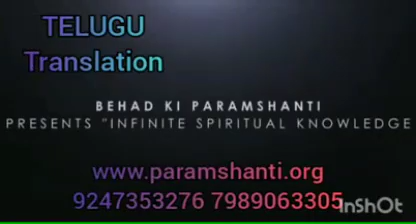 TELUGU
Translation
BEHAD KI PARAMSHANTI
PRESENTS "INFINITE SPIRITUAL KNOWLEDGE
www.paramshanti.org
9247353276 7989063305
InShOt